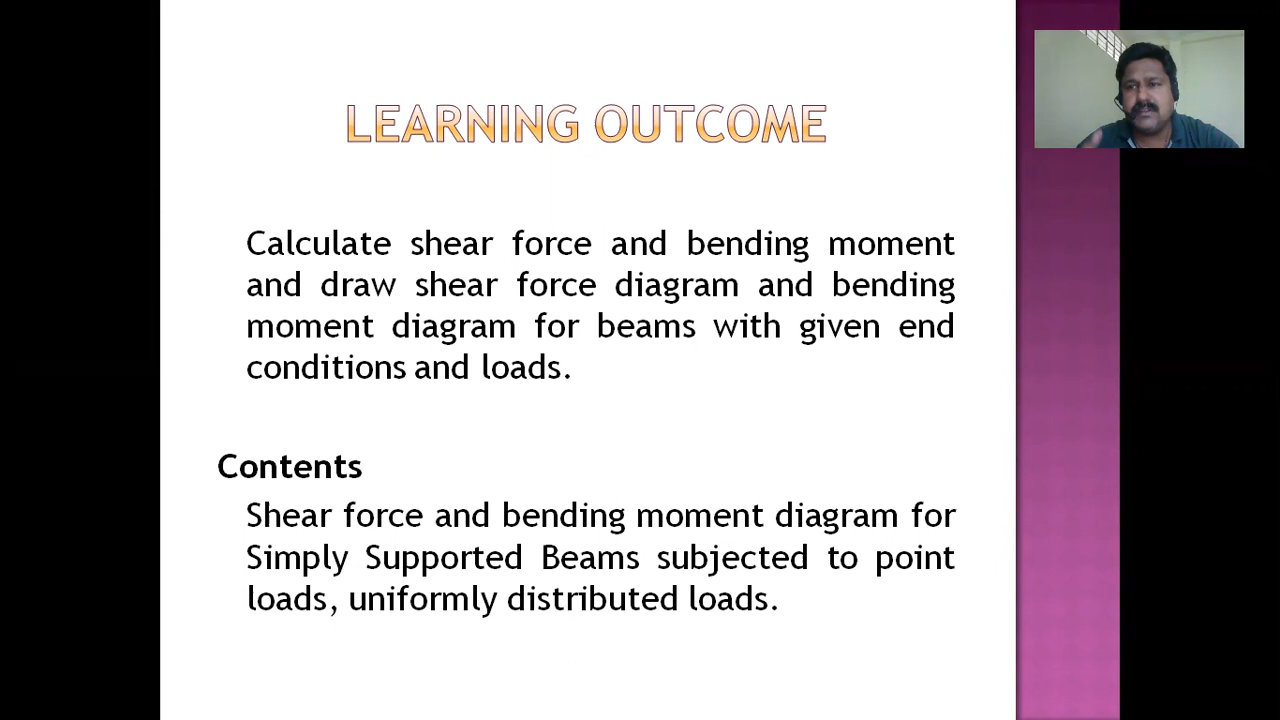 LEARNING OUTCOME
Calculate shear force and bending moment
and draw shear force diagram and bending
moment diagram for beams with given end
conditions and loads.
Contents
Shear force and bending moment diagram for
Simply Supported Beams subjected to point
loads, uniformly distributed loads.